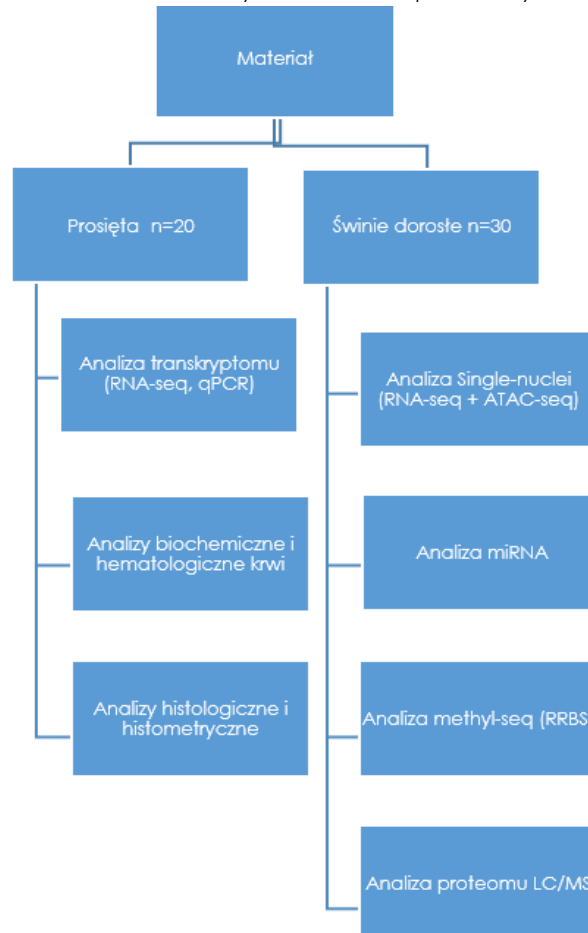 Materiał
Prosięta n=20
Świnie dorosłe n=30
Analiza transkryptomu
(RNA-seq, qPCR)
Analizy biochemiczne i
hematologiczne krwi
Analizy histologiczne i
histometryczne
Analiza Single-nuclei
(RNA-seq + ATAC-seq)
Analiza miRNA
Analiza methyl-seq (RRBS
Analiza proteomu LC/MS